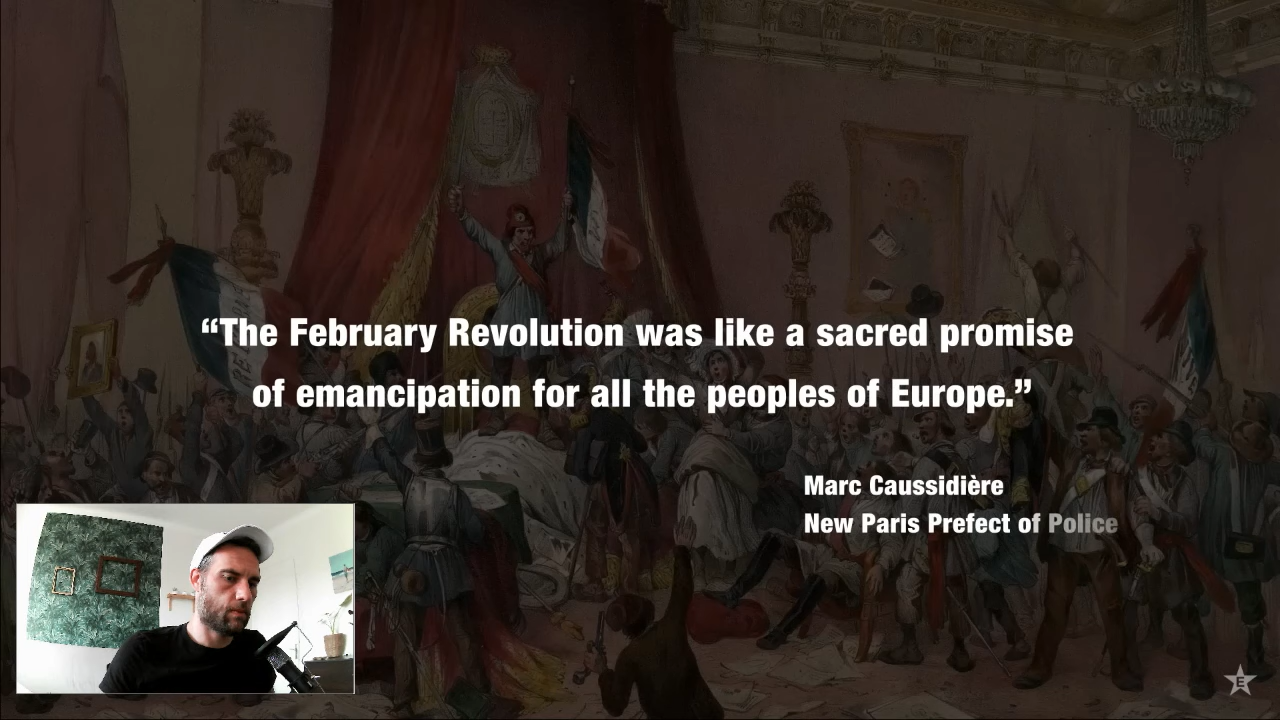 “The February Revolution was like a sacred promise
of emancipation for all the peoples of Europe.”
Marc Caussidière
New Paris Prefect of Police
E